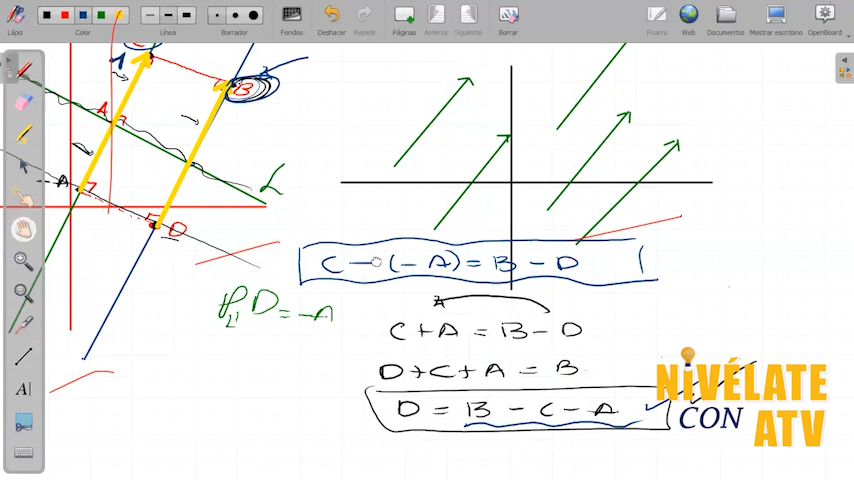 Lápiz
Color
Línea
Borrador
Fondos
Deshacer
Repetir
Páginas
Anterior
Siguiente
Borrar
Pizarra
Web
Documentos
Mostrar escritorio
OpenBoard
A
B
A
A
D
L
C - (-A) = B - D
D = -A
C + A = B - D
D + C + A = B
D = B - C - A
NIVÉLATE
CON
ATV